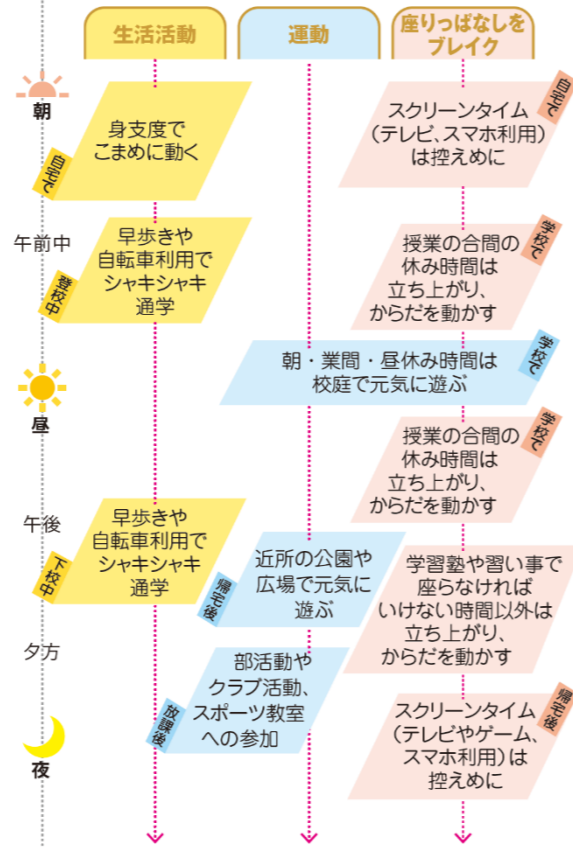 生活活動
運動
座りっぱなしを
ブレイク
朝
身支度で
こまめに動く
自宅で
スクリーンタイム
（テレビ、スマホ利用）
は控えめに
自宅で
午前中
早歩きや
自転車利用で
シャキシャキ
通学
登校中
授業の合間の
休み時間は
立ち上がり、
からだを動かす
学校で
朝・業間・昼休み時間は
校庭で元気に遊ぶ
学校で
昼
授業の合間の
休み時間は
立ち上がり、
からだを動かす
学校で
午後
早歩きや
自転車利用で
シャキシャキ
通学
下校中
近所の公園や
広場で元気に
遊ぶ
帰宅後
学習塾や習い事で
座らなければ
いけない時間以外は
立ち上がり、
からだを動かす
夕方
部活動や
クラブ活動、
スポーツ教室
への参加
放課後
スクリーンタイム
（テレビやゲーム、
スマホ利用）は
控えめに
帰宅後
夜